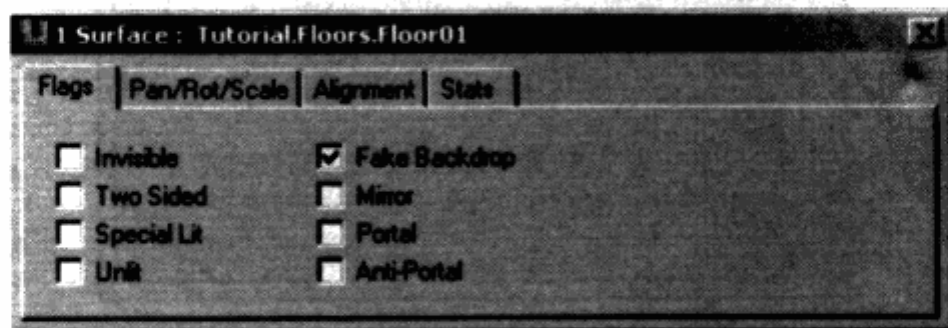 1 Surface : Tutorial.Floors.Floor01
Flags Pan/Rot/Scale Alignment Stats
Invisible Fake Backdrop
Two Sided Mirror
Special Lit Portal
Unlit Anti-Portal